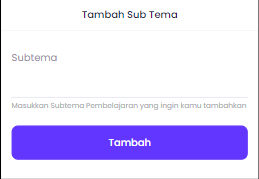 Tambah Sub Tema
Subtema
Masukkan Subtema Pembelajaran yang ingin kamu tambahkan
Tambah